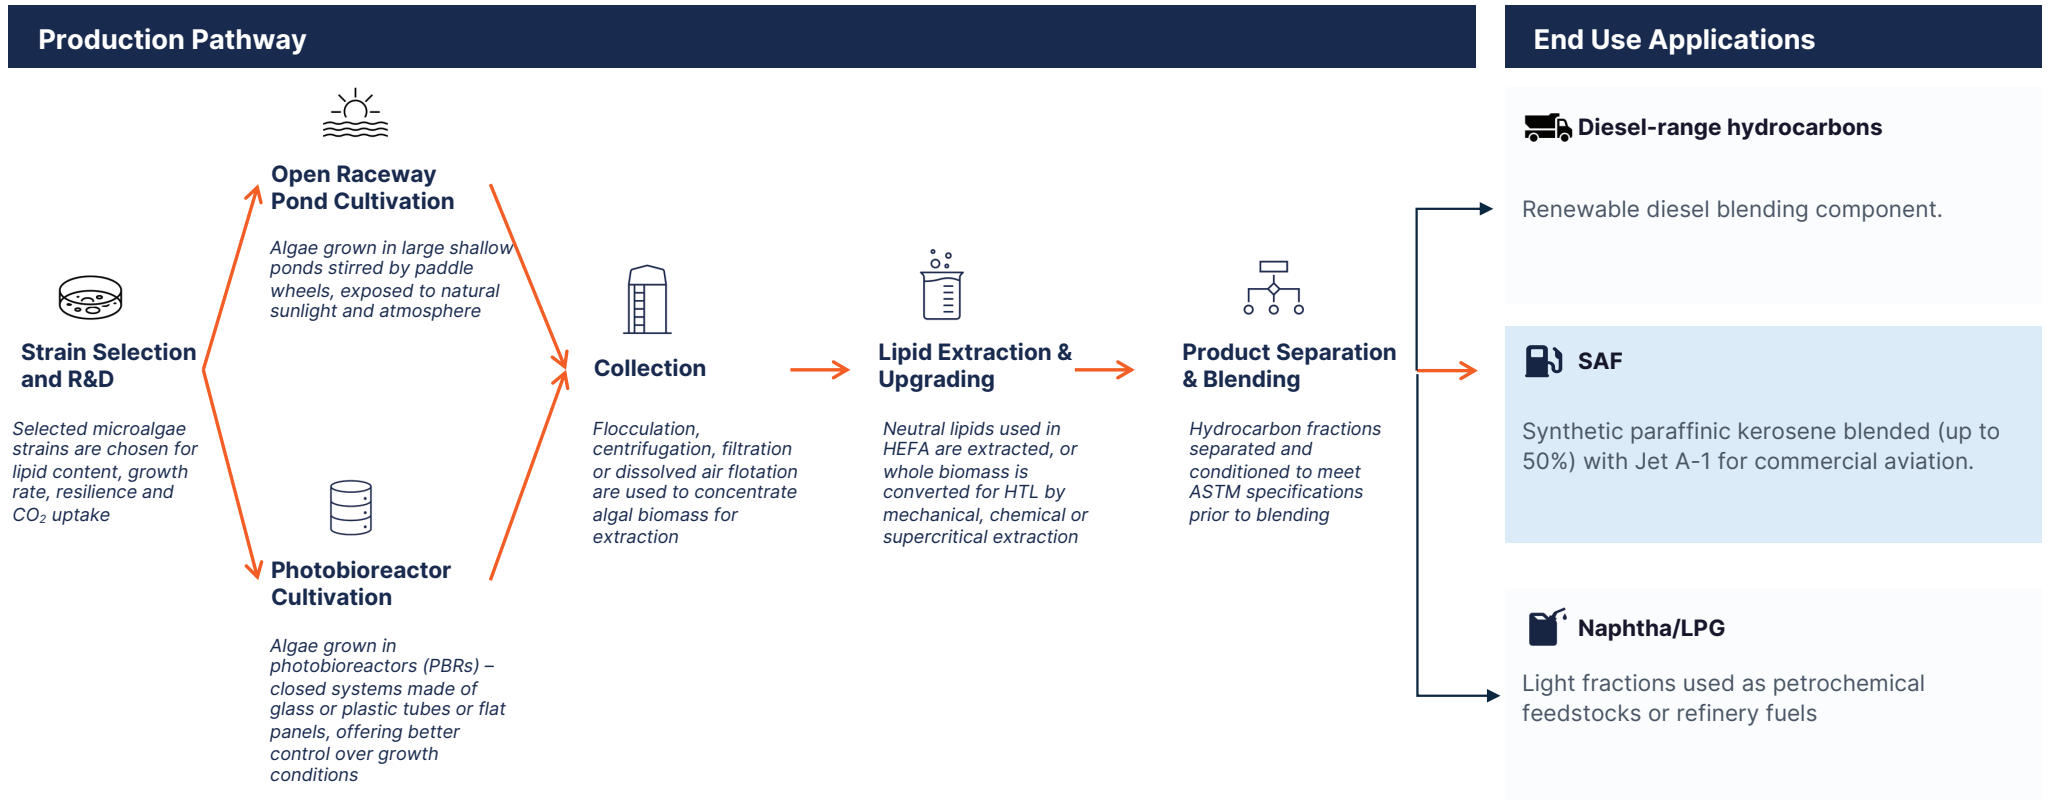 Production Pathway
End Use Applications
Strain Selection
and R&D
Selected microalgae
strains are chosen for
lipid content, growth
rate, resilience and
CO₂ uptake
Open Raceway
Pond Cultivation
Algae grown in large shallow
ponds stirred by paddle
wheels, exposed to natural
sunlight and atmosphere
Photobioreactor
Cultivation
Algae grown in
photobioreactors (PBRs) –
closed systems made of
glass or plastic tubes or flat
panels, offering better
control over growth
conditions
Collection
Flocculation,
centrifugation, filtration
or dissolved air flotation
are used to concentrate
algal biomass for
extraction
Lipid Extraction &
Upgrading
Neutral lipids used in
HEFA are extracted, or
whole biomass is
converted for HTL by
mechanical, chemical or
supercritical extraction
Product Separation
& Blending
Hydrocarbon fractions
separated and
conditioned to meet
ASTM specifications
prior to blending
Diesel-range hydrocarbons
Renewable diesel blending component.
SAF
Synthetic paraffinic kerosene blended (up to
50%) with Jet A-1 for commercial aviation.
Naphtha/LPG
Light fractions used as petrochemical
feedstocks or refinery fuels